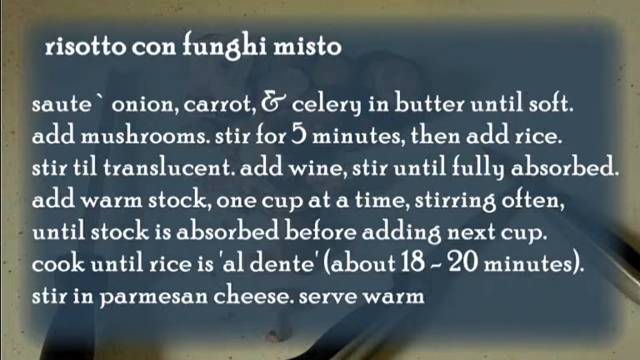 risotto con funghi misto
saute` onion, carrot, & celery in butter until soft.
add mushrooms. stir for 5 minutes, then add rice.
stir til translucent. add wine, stir until fully absorbed.
add warm stock, one cup at a time, stirring often,
until stock is absorbed before adding next cup.
cook until rice is 'al dente' (about 18 - 20 minutes).
stir in parmesan cheese. serve warm